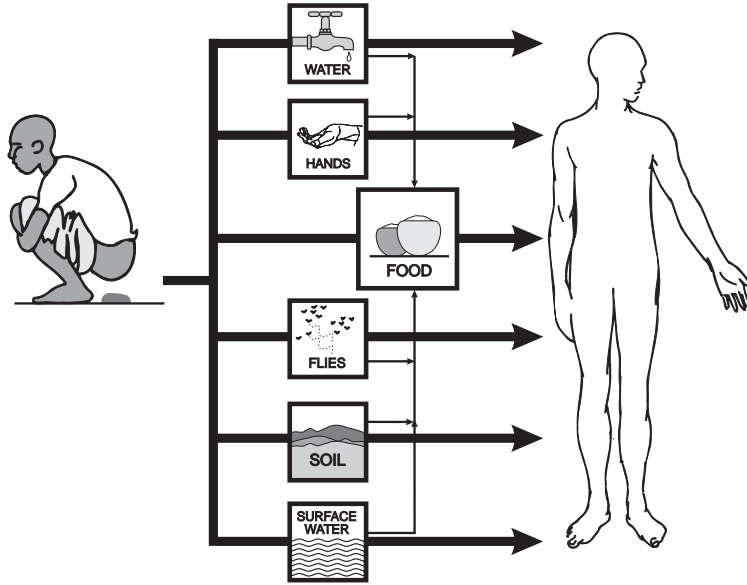 WATER
HANDS
FOOD
FLIES
SOIL
SURFACE
WATER